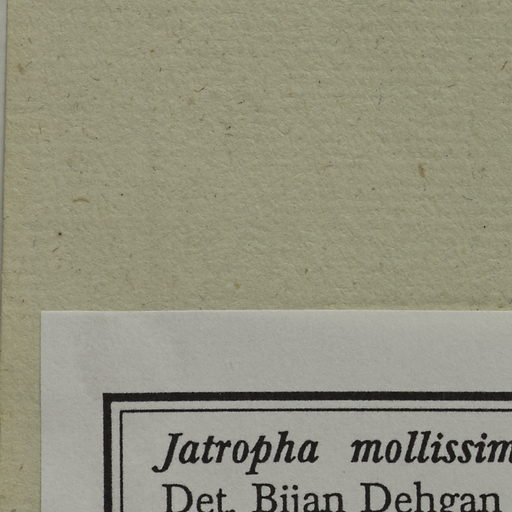 Jatropha mollissim
Det. Bijan Dehgan